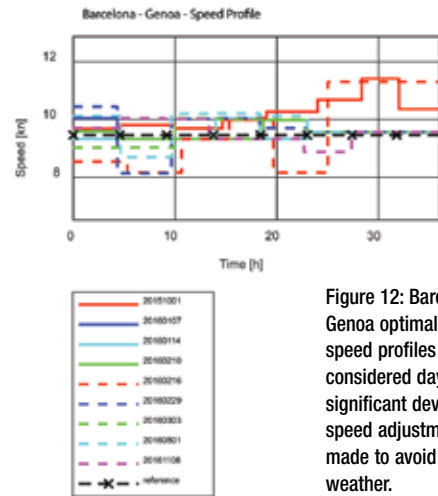 Barcelona - Genoa - Speed Profile
12
10
8
Speed [kn]
0
10
20
30
Time [h]
20151001
20160107
20160114
20160210
20160216
20160229
20160303
20160801
20161108
reference
Figure 12: Barc
Genoa optimal
speed profiles
considered day
significant dev
speed adjustm
made to avoid
weather.